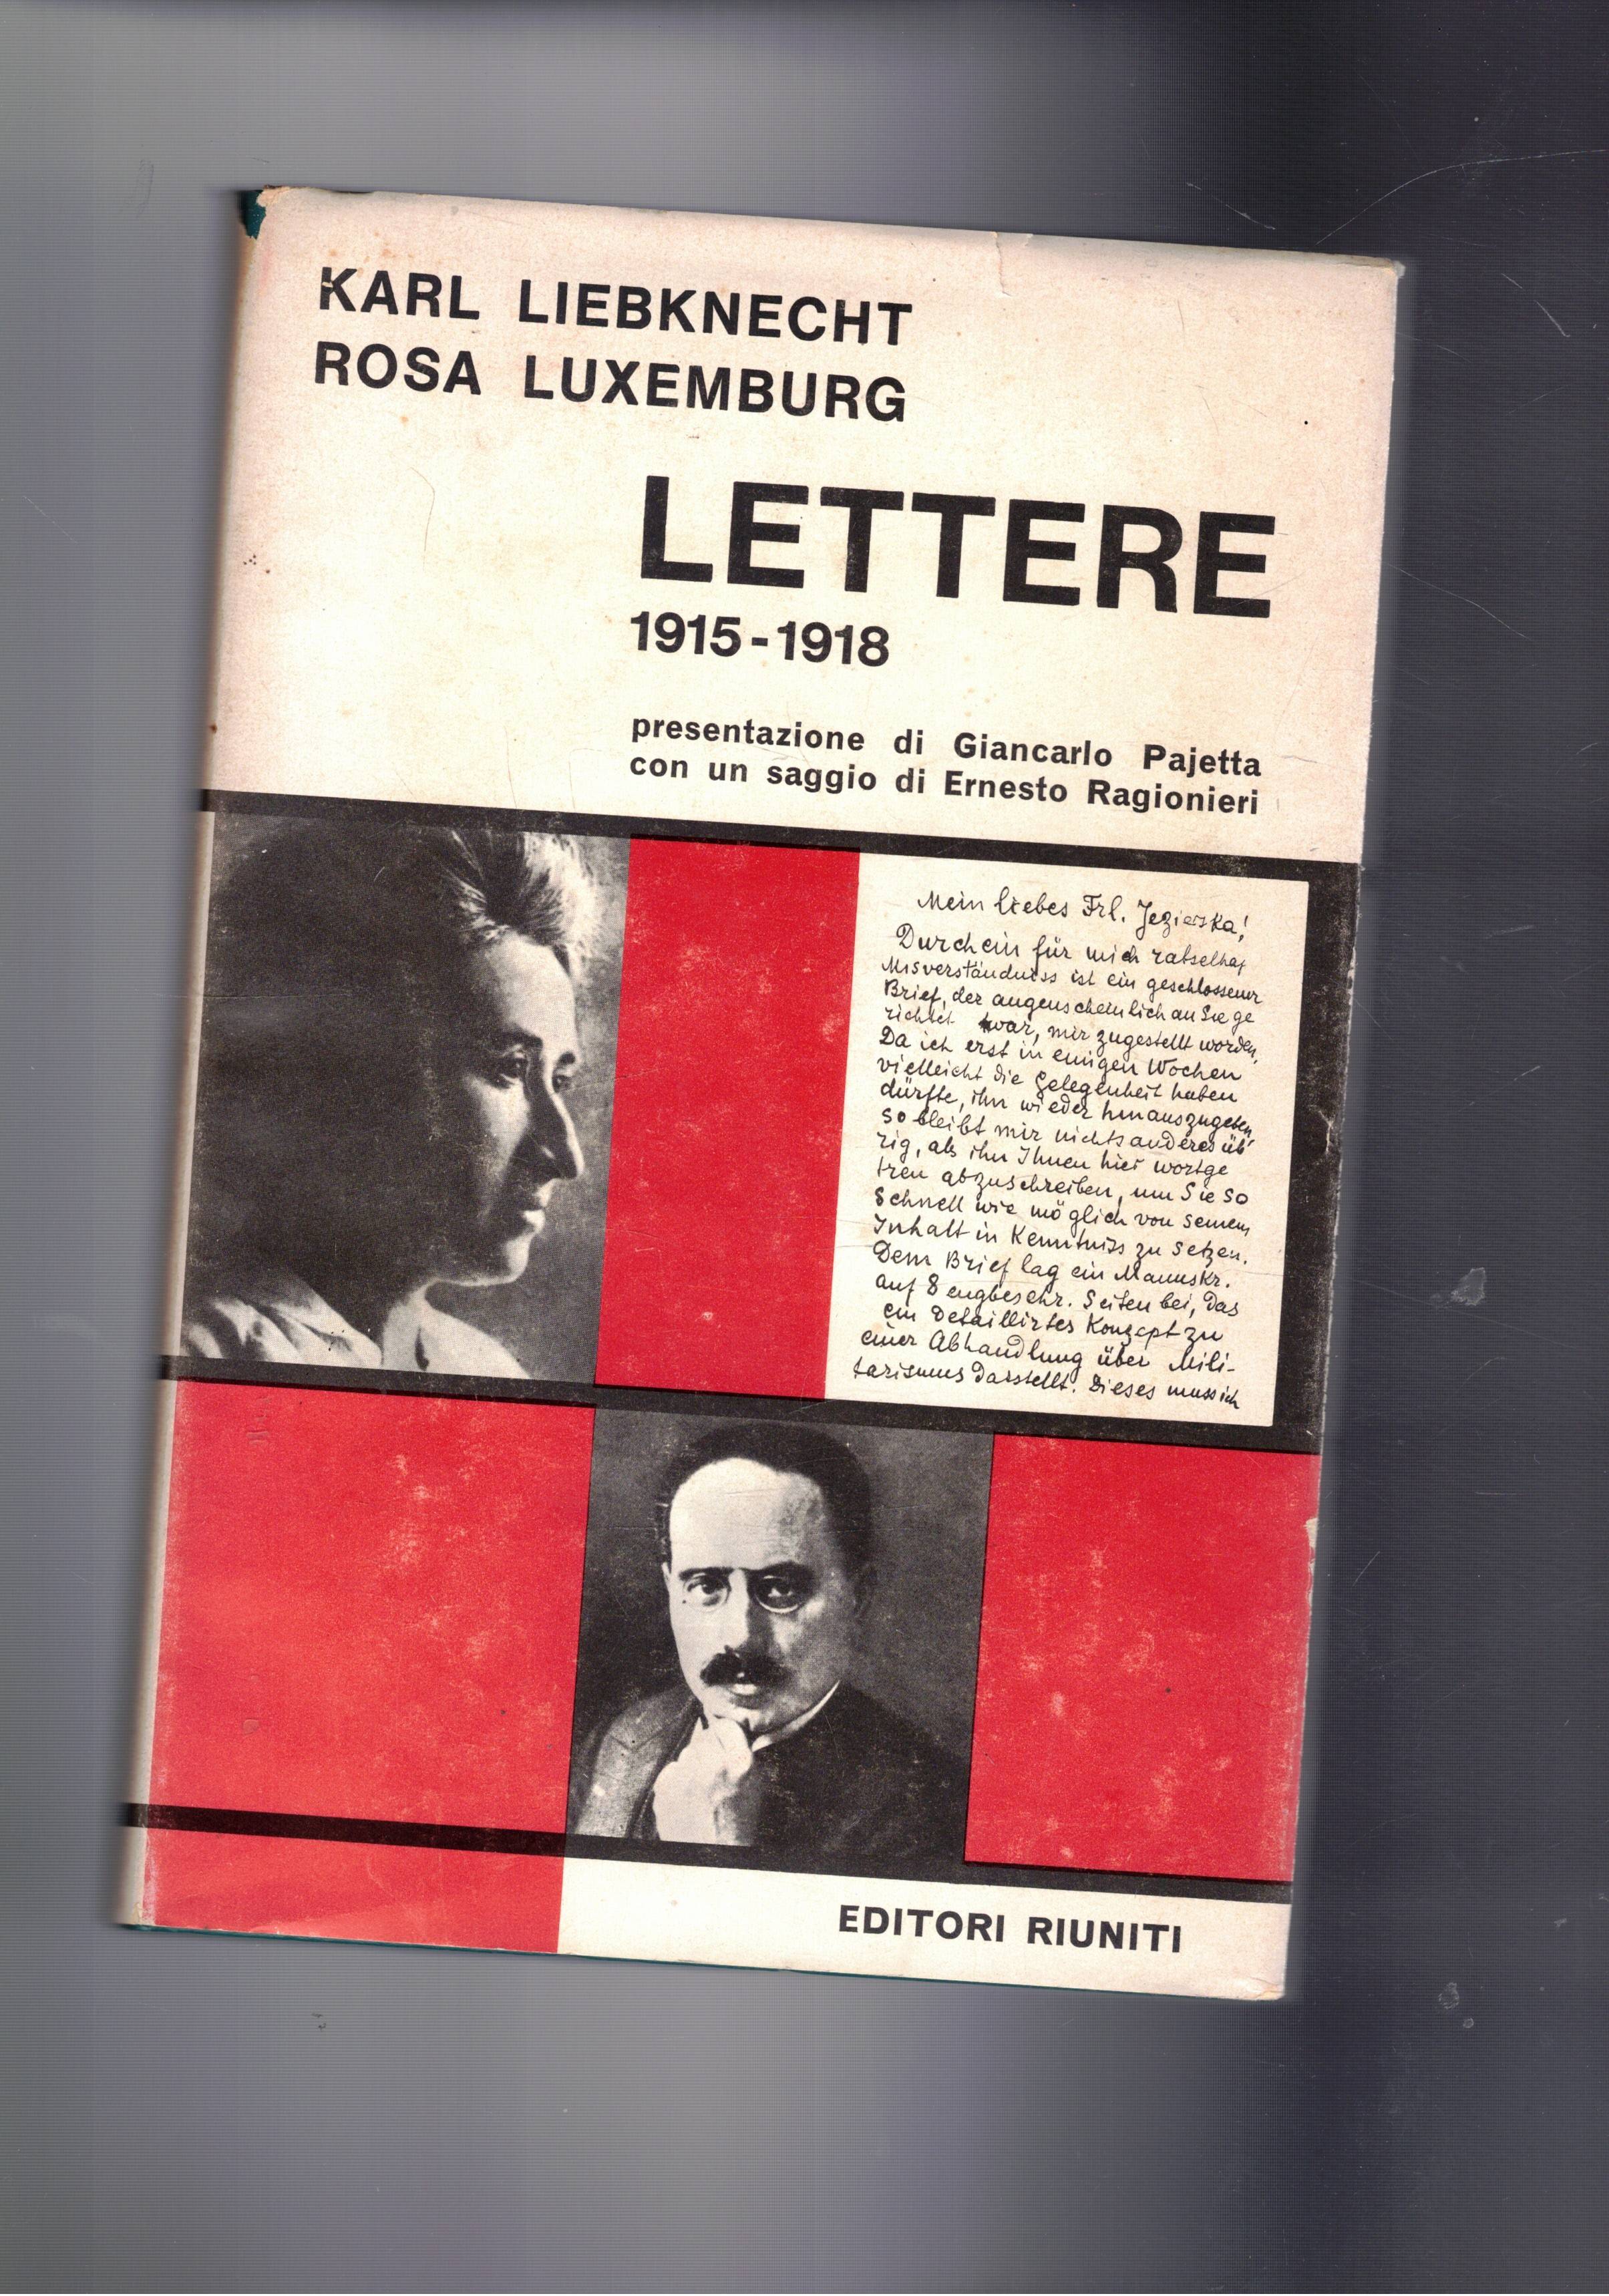 KARL LIEBKNECHT
ROSA LUXEMBURG
LETTERE
1915-1918
presentazione di Giancarlo Pajetta
con un saggio di Ernesto Ragionieri
Mein liebes Frl. Jezierska!
Durch ein für mich rätselhaf
Misverständniss ist ein geschlossener
Brief, der augenscheinlich an Sie ge
richtet war, mir zugestellt worden.
Da ich erst in einigen Wochen
vielleicht die Gelegenheit haben
dürfte, ihn wieder hinauszugeben,
so bleibt mir nichts anderes üb
rig, als ihn Ihnen hier wortge
treu abzuschreiben, um Sie so
schnell wie möglich von seinem
Inhalt in Kenntniss zu setzen.
Dem Brief lag ein Manuskr.
auf 8 engbeschr. Seiten bei, das
ein detaillirtes Konzept zu
einer Abhandlung über Mili-
tarismus darstellt. Dieses muss ich
EDITORI RIUNITI